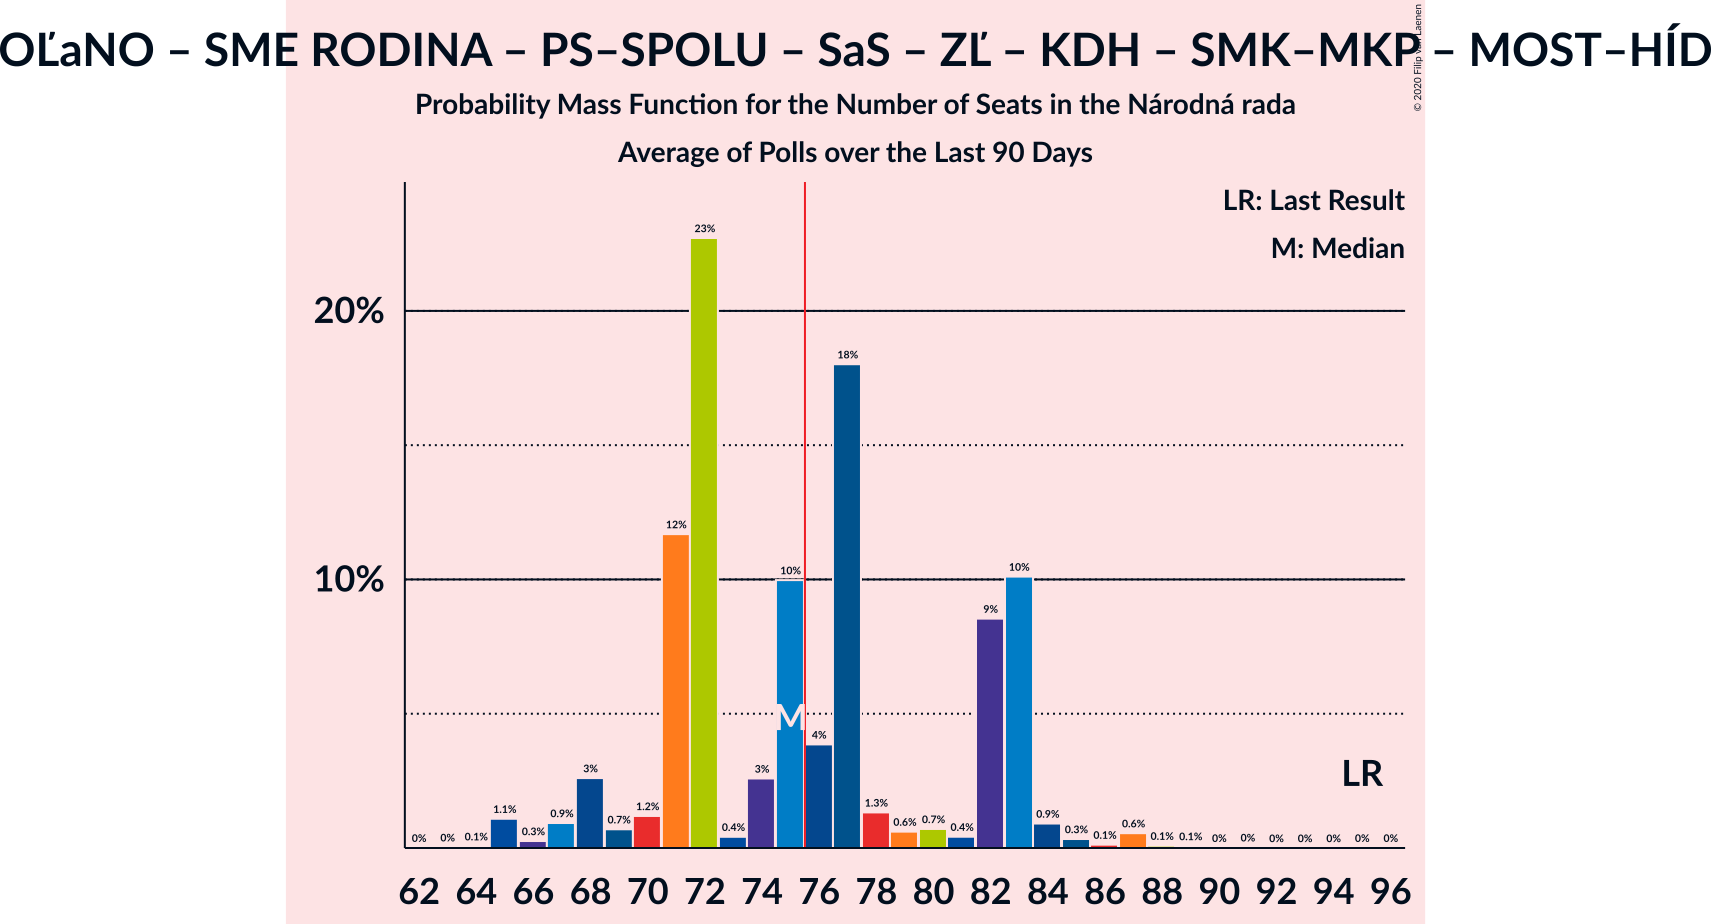 OĽaNO – SME RODINA – PS–SPOLU – SaS – ZĽ – KDH – SMK–MKP – MOST–HÍD
© 2020 Filip van Laenen
Probability Mass Function for the Number of Seats in the Národná rada
Average of Polls over the Last 90 Days
LR: Last Result
M: Median
20%
10%
0% 0% 0.1% 1.1% 0.3% 0.9% 3% 0.7% 1.2% 12% 23% 0.4% 3% 10% 4% 18% 1.3% 0.6% 0.7% 0.4% 9% 10% 0.9% 0.3% 0.1% 0.6% 0.1% 0.1% 0% 0% 0% 0% 0% 0% 0%
M
LR
62 64 66 68 70 72 74 76 78 80 82 84 86 88 90 92 94 96